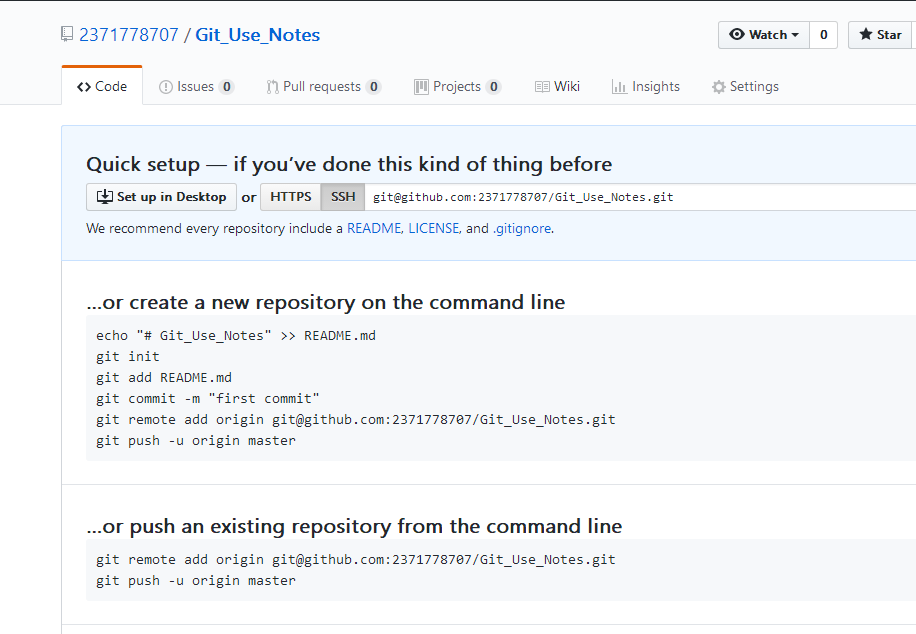 2371778707 / Git_Use_Notes
Watch 0 Star
Code Issues 0 Pull requests 0 Projects 0 Wiki Insights Settings
Quick setup — if you’ve done this kind of thing before
Set up in Desktop or HTTPS SSH git@github.com:2371778707/Git_Use_Notes.git
We recommend every repository include a README, LICENSE, and .gitignore.
…or create a new repository on the command line
echo "# Git_Use_Notes" >> README.md
git init
git add README.md
git commit -m "first commit"
git remote add origin git@github.com:2371778707/Git_Use_Notes.git
git push -u origin master
…or push an existing repository from the command line
git remote add origin git@github.com:2371778707/Git_Use_Notes.git
git push -u origin master